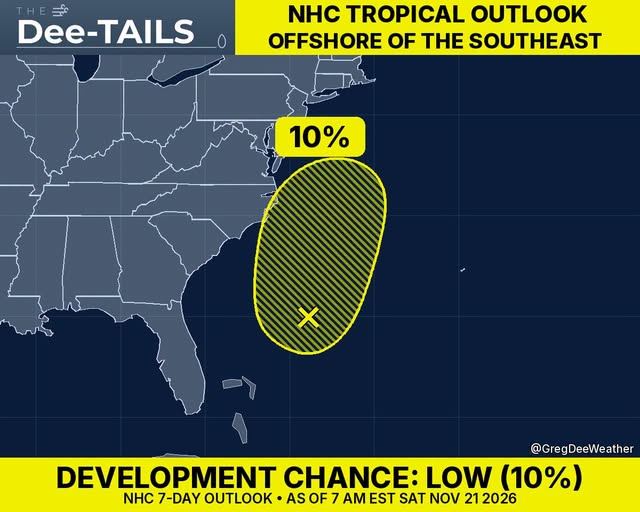 THE
Dee-TAILS
NHC TROPICAL OUTLOOK
OFFSHORE OF THE SOUTHEAST
10%
@GregDeeWeather
DEVELOPMENT CHANCE: LOW (10%)
NHC 7-DAY OUTLOOK • AS OF 7 AM EST SAT NOV 21 2026